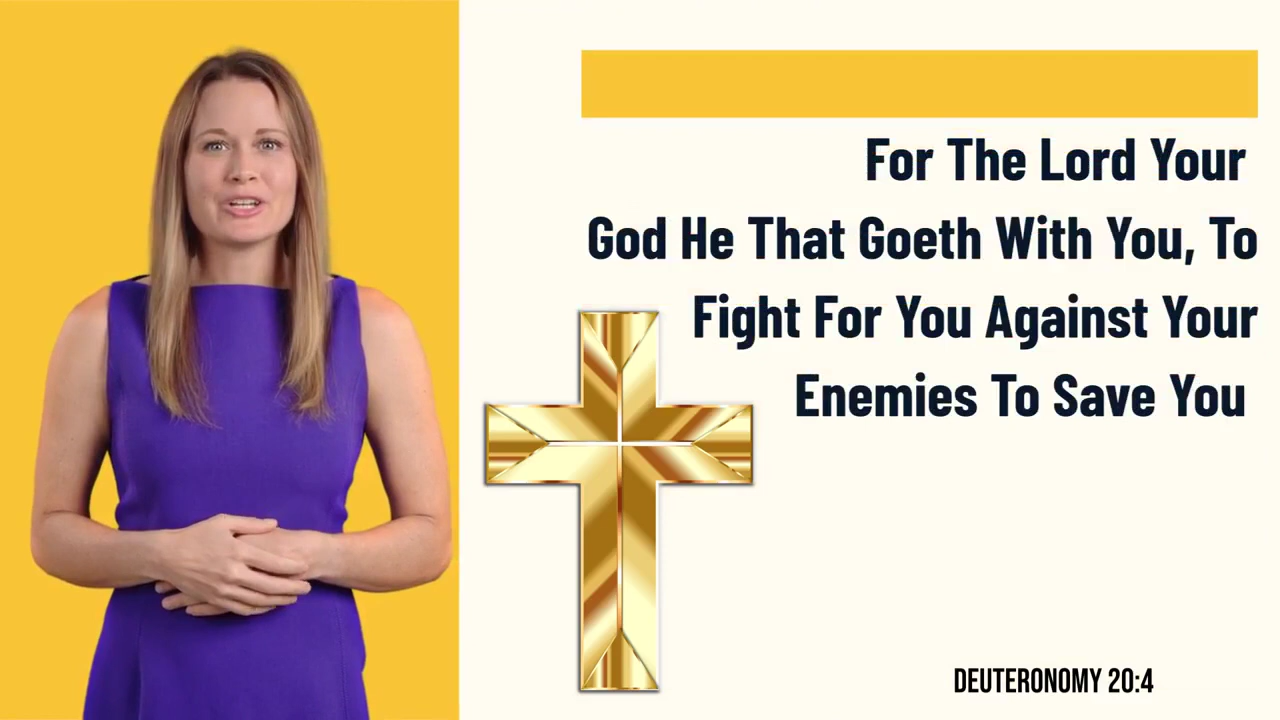 For The Lord Your
God He That Goeth With You, To
Fight For You Against Your
Enemies To Save You
DEUTERONOMY 20:4